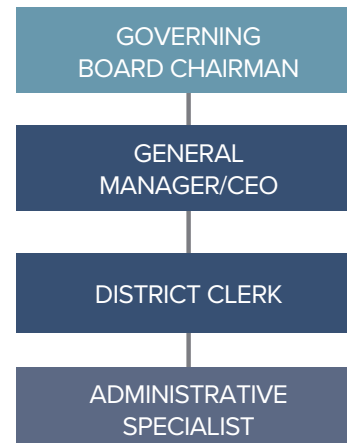 GOVERNING
BOARD CHAIRMAN
GENERAL
MANAGER/CEO
DISTRICT CLERK
ADMINISTRATIVE
SPECIALIST